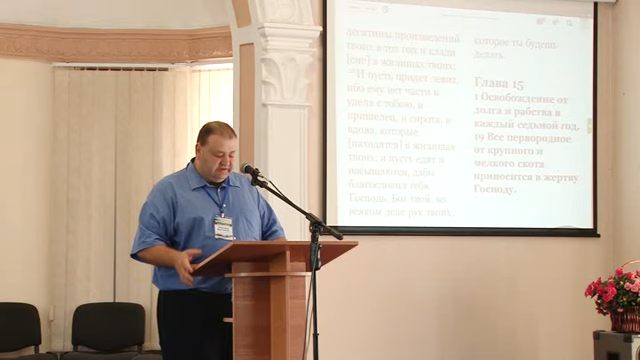 десятины произведений
твоих в тот год и клади
[сие] в жилищах твоих;
²⁹И пусть придет левит,
ибо ему нет части и
удела с тобою, и
пришелец, и сирота, и
вдова, которые
[находятся] в жилищах
твоих, и пусть едят и
насыщаются, дабы
благословил тебя
Господь, Бог твой, во
всяком деле рук твоих,
которое ты будешь
делать.
Глава 15
1 Освобождение от
долга и рабства в
каждый седьмой год.
19 Все первородное
от крупного и
мелкого скота
приносится в жертву
Господу.